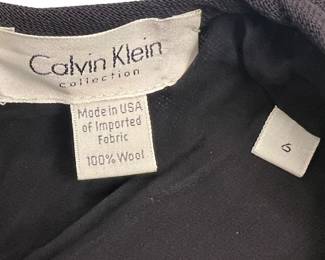 Calvin Klein
collection
Made in USA
of Imported
Fabric
100% Wool
6